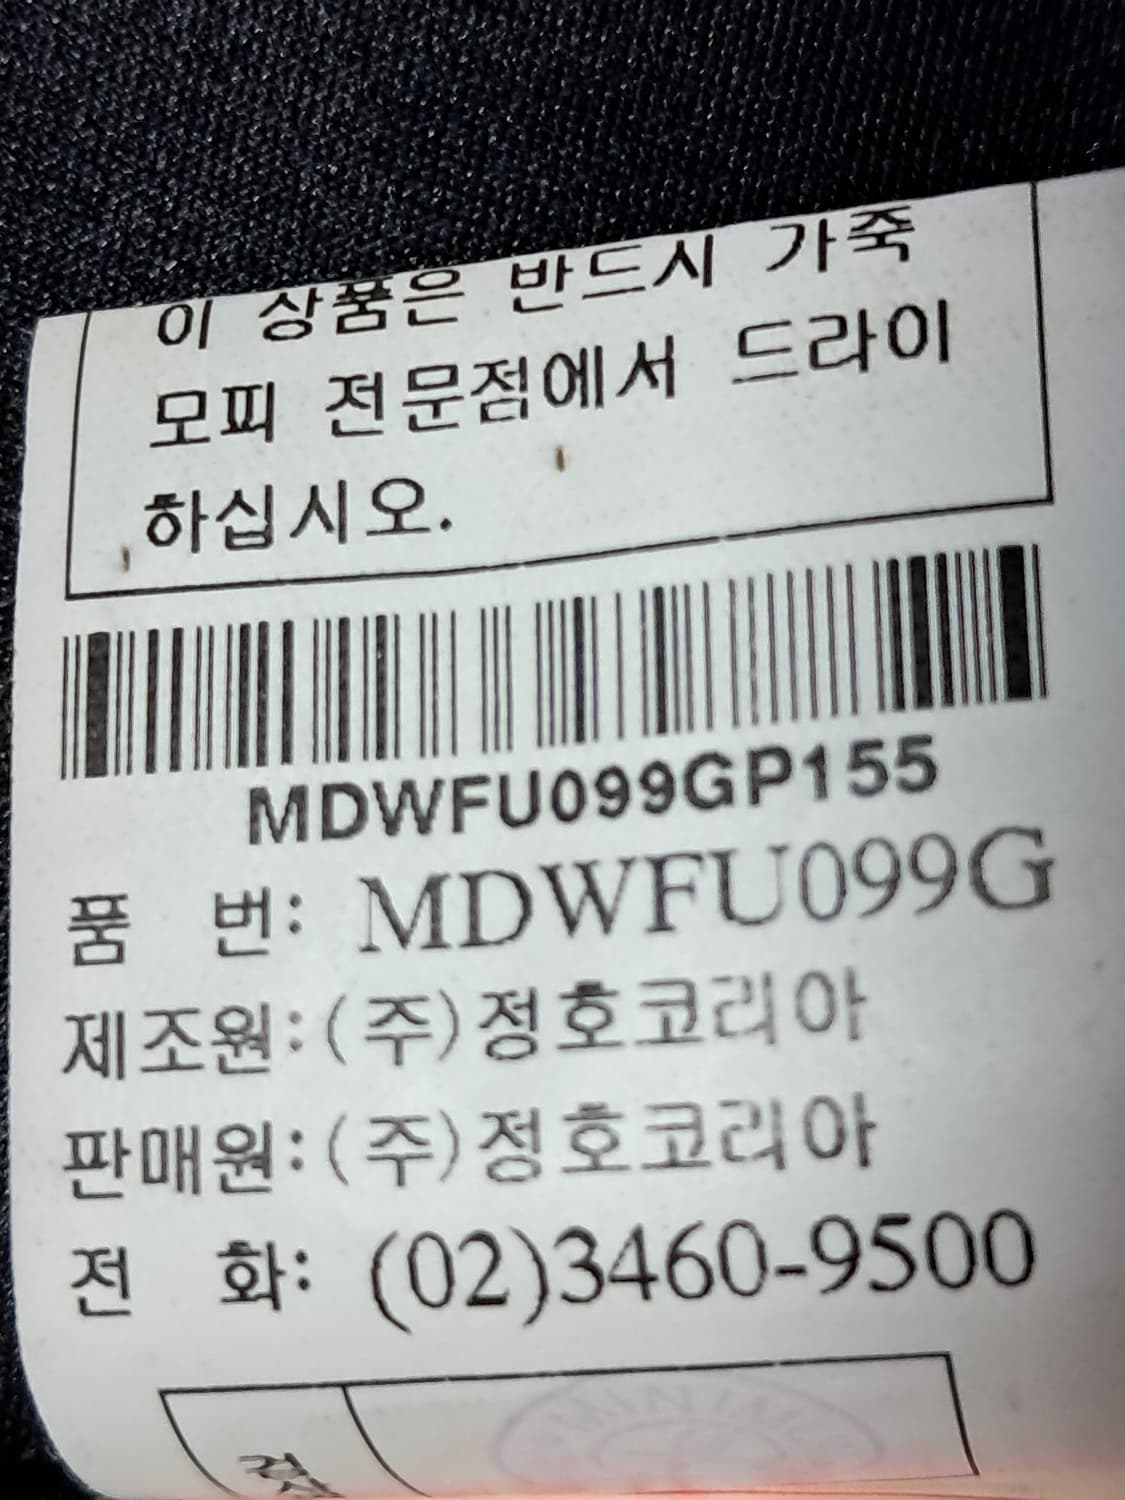 이 상품은 반드시 가죽
모피 전문점에서 드라이
하십시오.
MDWFU099GP155
품 번: MDWFU099G
제조원:(주)정호코리아
판매원:(주)정호코리아
전 화: (02)3460-9500